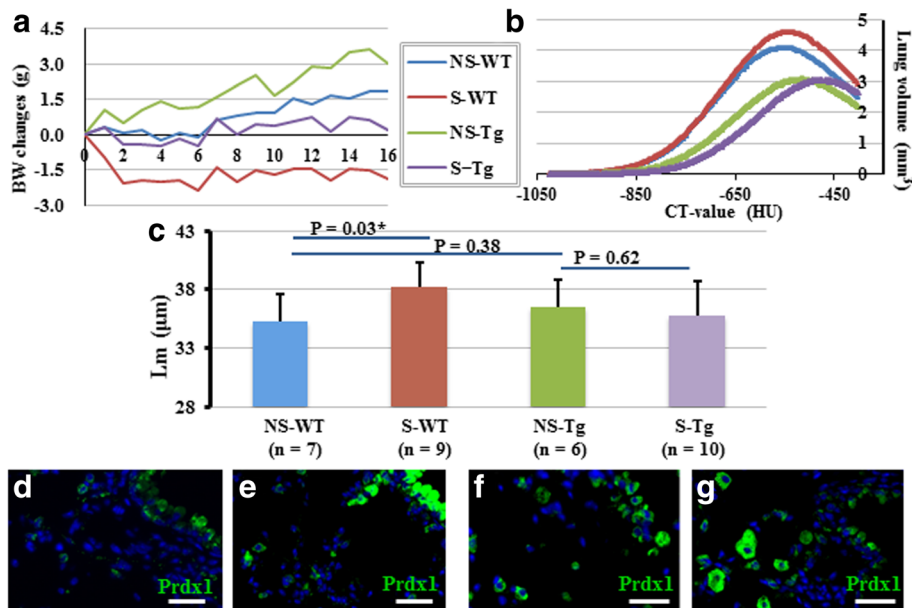 a
4.5
3.0
1.5
0.0
-1.5
-3.0
BW changes (g)
0 2 4 6 8 10 12 14 16
NS-WT
S-WT
NS-Tg
S–Tg
b
5
4
3
2
1
0
Lung volume (mm³)
-1050 -850 -650 -450
CT-value (HU)
c
43
38
33
28
Lm (μm)
P = 0.03*
P = 0.38
P = 0.62
NS-WT S-WT NS-Tg S-Tg
(n = 7) (n = 9) (n = 6) (n = 10)
d e f g
Prdx1 Prdx1 Prdx1 Prdx1